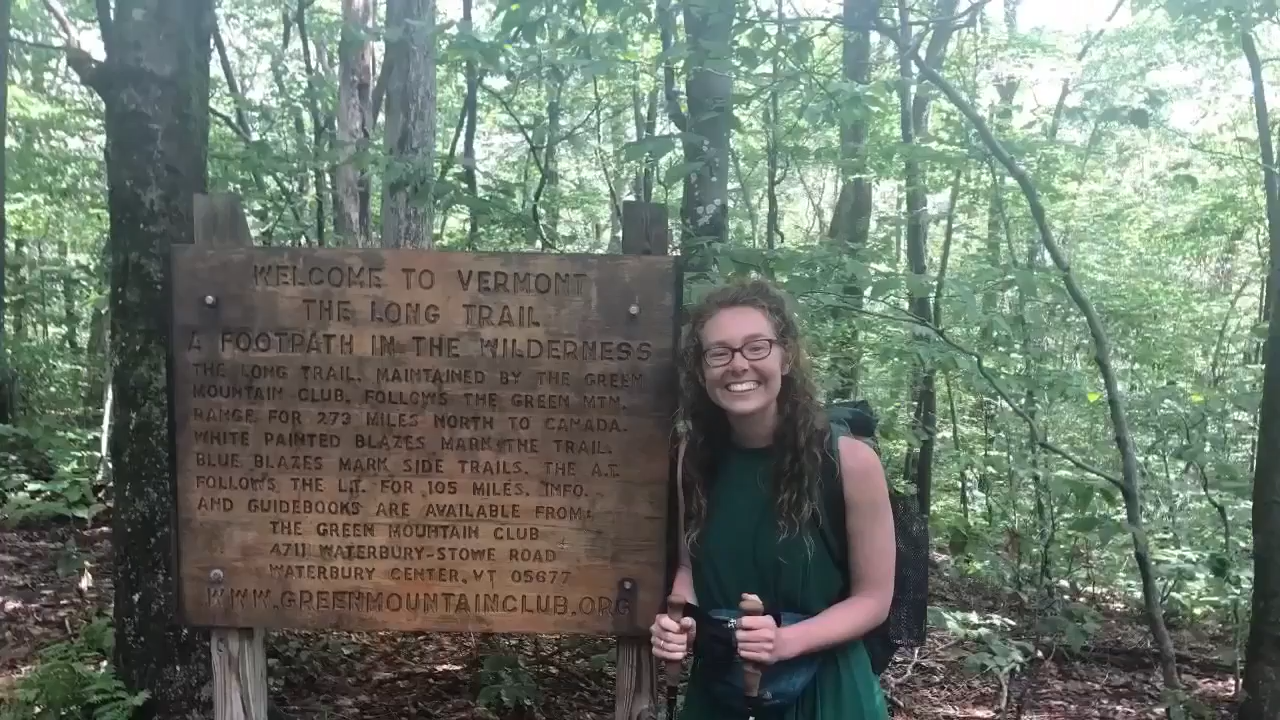 WELCOME TO VERMONT
THE LONG TRAIL
A FOOTPATH IN THE WILDERNESS
THE LONG TRAIL, MAINTAINED BY THE GREEN
MOUNTAIN CLUB, FOLLOWS THE GREEN MTN.
RANGE FOR 273 MILES NORTH TO CANADA.
WHITE PAINTED BLAZES MARK THE TRAIL.
BLUE BLAZES MARK SIDE TRAILS. THE A.T.
FOLLOWS THE L.T. FOR 105 MILES. INFO.
AND GUIDEBOOKS ARE AVAILABLE FROM:
THE GREEN MOUNTAIN CLUB
4711 WATERBURY-STOWE ROAD
WATERBURY CENTER, VT 05677
WWW.GREENMOUNTAINCLUB.ORG